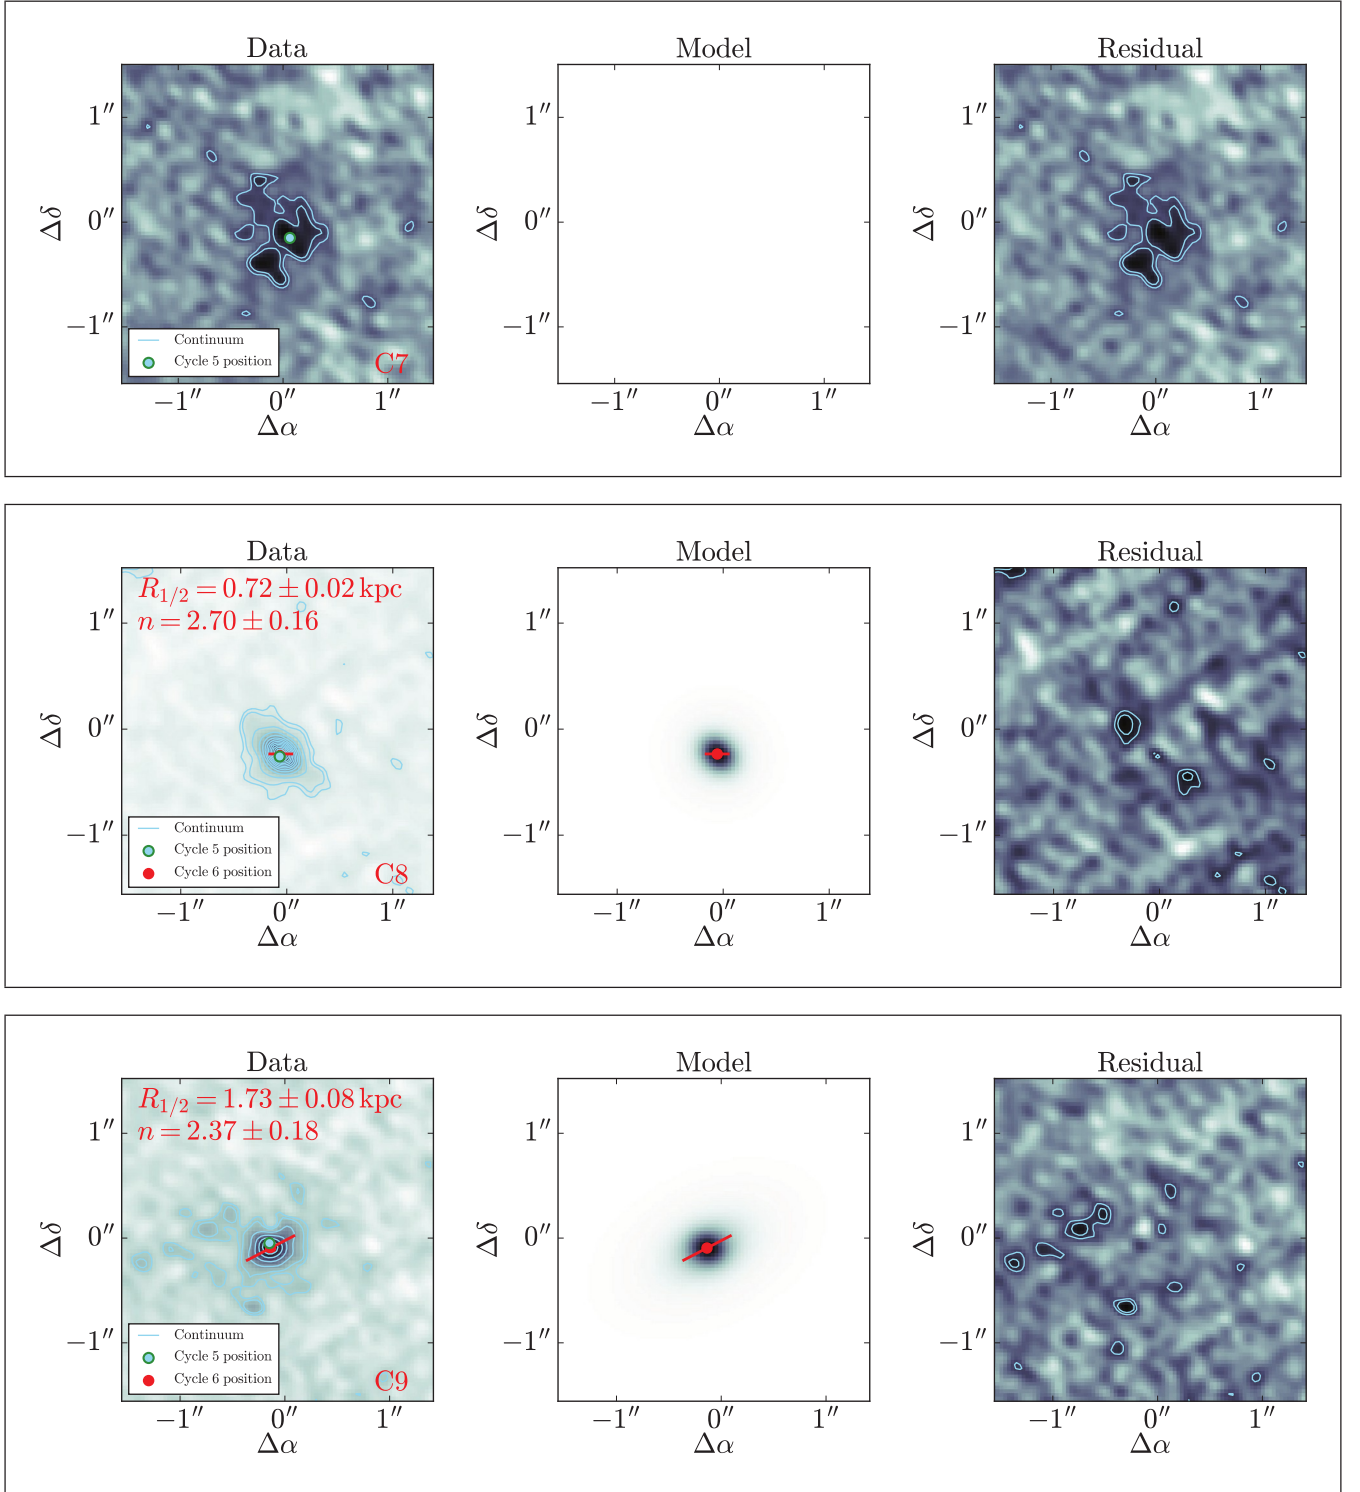 Data Model Residual
1″ 1″ 1″
Δδ 0″ Δδ 0″ Δδ 0″
−1″ −1″ −1″
Continuum
Cycle 5 position
C7
−1″ 0″ 1″ −1″ 0″ 1″ −1″ 0″ 1″
Δα Δα Δα
Data Model Residual
R1/2 = 0.72 ± 0.02 kpc
n = 2.70 ± 0.16
1″ 1″ 1″
Δδ 0″ Δδ 0″ Δδ 0″
−1″ −1″ −1″
Continuum
Cycle 5 position
Cycle 6 position
C8
−1″ 0″ 1″ −1″ 0″ 1″ −1″ 0″ 1″
Δα Δα Δα
Data Model Residual
R1/2 = 1.73 ± 0.08 kpc
n = 2.37 ± 0.18
1″ 1″ 1″
Δδ 0″ Δδ 0″ Δδ 0″
−1″ −1″ −1″
Continuum
Cycle 5 position
Cycle 6 position
C9
−1″ 0″ 1″ −1″ 0″ 1″ −1″ 0″ 1″
Δα Δα Δα